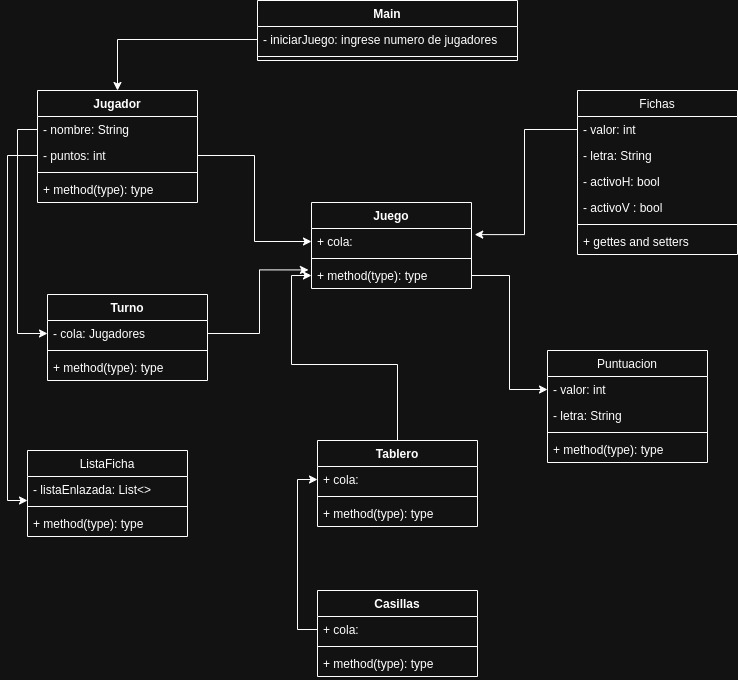 Main
- iniciarJuego: ingrese numero de jugadores
Jugador
- nombre: String
- puntos: int
+ method(type): type
Fichas
- valor: int
- letra: String
- activoH: bool
- activoV : bool
+ gettes and setters
Juego
+ cola:
+ method(type): type
Turno
- cola: Jugadores
+ method(type): type
Puntuacion
- valor: int
- letra: String
+ method(type): type
ListaFicha
- listaEnlazada: List<>
+ method(type): type
Tablero
+ cola:
+ method(type): type
Casillas
+ cola:
+ method(type): type